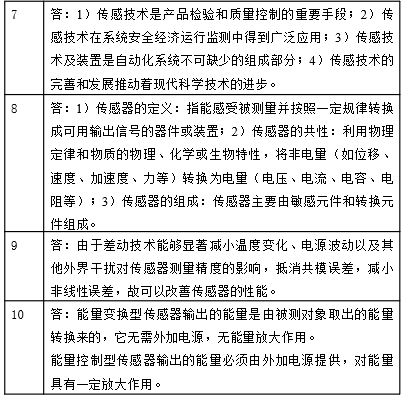 7 答：1）传感技术是产品检验和质量控制的重要手段；2）传
感技术在系统安全经济运行监测中得到广泛应用；3）传感技
术及装置是自动化系统不可缺少的组成部分；4）传感技术的
完善和发展推动着现代科学技术的进步。
8 答：1）传感器的定义：指能感受被测量并按照一定规律转换
成可用输出信号的器件或装置；2）传感器的共性：利用物理
定律和物质的物理、化学或生物特性，将非电量（如位移、
速度、加速度、力等）转换为电量（电压、电流、电容、电
阻等）；3）传感器的组成：传感器主要由敏感元件和转换元
件组成。
9 答：由于差动技术能够显著减小温度变化、电源波动以及其
他外界干扰对传感器测量精度的影响，抵消共模误差，减小
非线性误差，故可以改善传感器的性能。
10 答：能量变换型传感器输出的能量是由被测对象取出的能量
转换来的，它无需外加电源，无能量放大作用。
能量控制型传感器输出的能量必须由外加电源提供，对能量
具有一定放大作用。